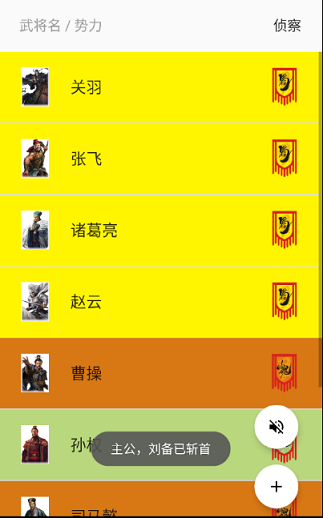 武将名 / 势力
侦察
关羽
张飞
诸葛亮
赵云
曹操
孙权
主公，刘备已斩首
司马懿